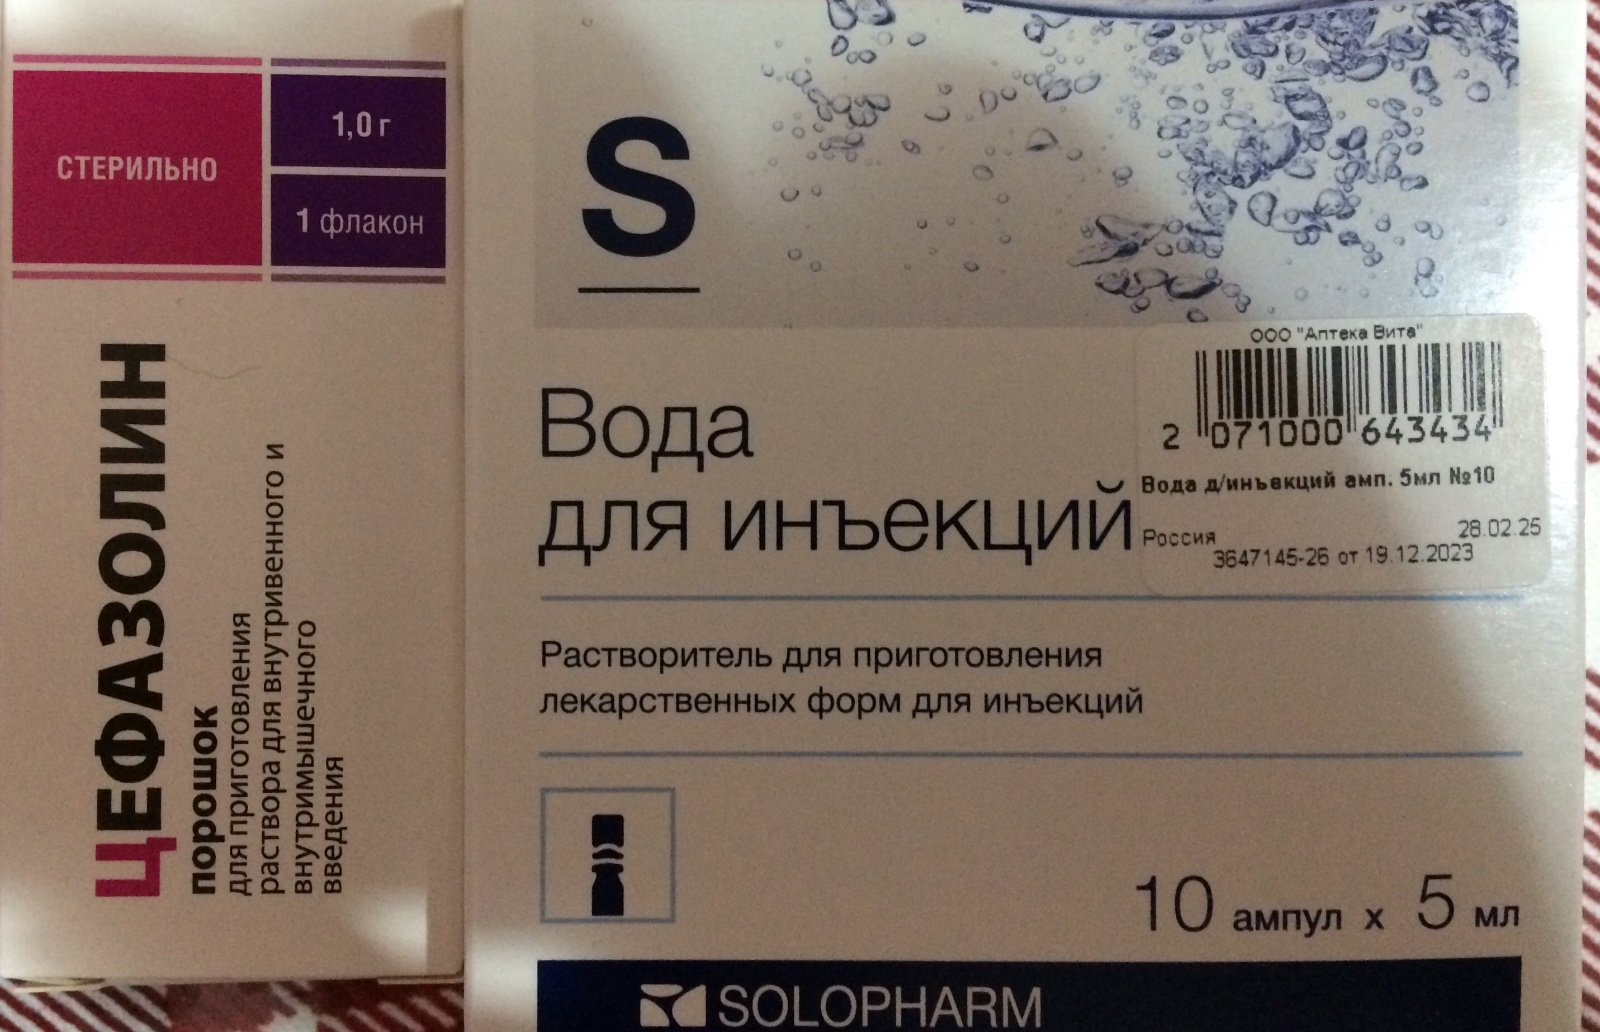 СТЕРИЛЬНО
1,0 г
1 флакон
ЦЕФАЗОЛИН
порошок
для приготовления
раствора для внутривенного и
внутримышечного
введения
S
ООО "Аптека Вита"
2 071000 643434
Вода д/инъекций амп. 5мл №10
Россия
28.02.25
3647145-26 от 19.12.2023
Вода
для инъекций
Растворитель для приготовления
лекарственных форм для инъекций
10 ампул х 5 мл
SOLOPHARM